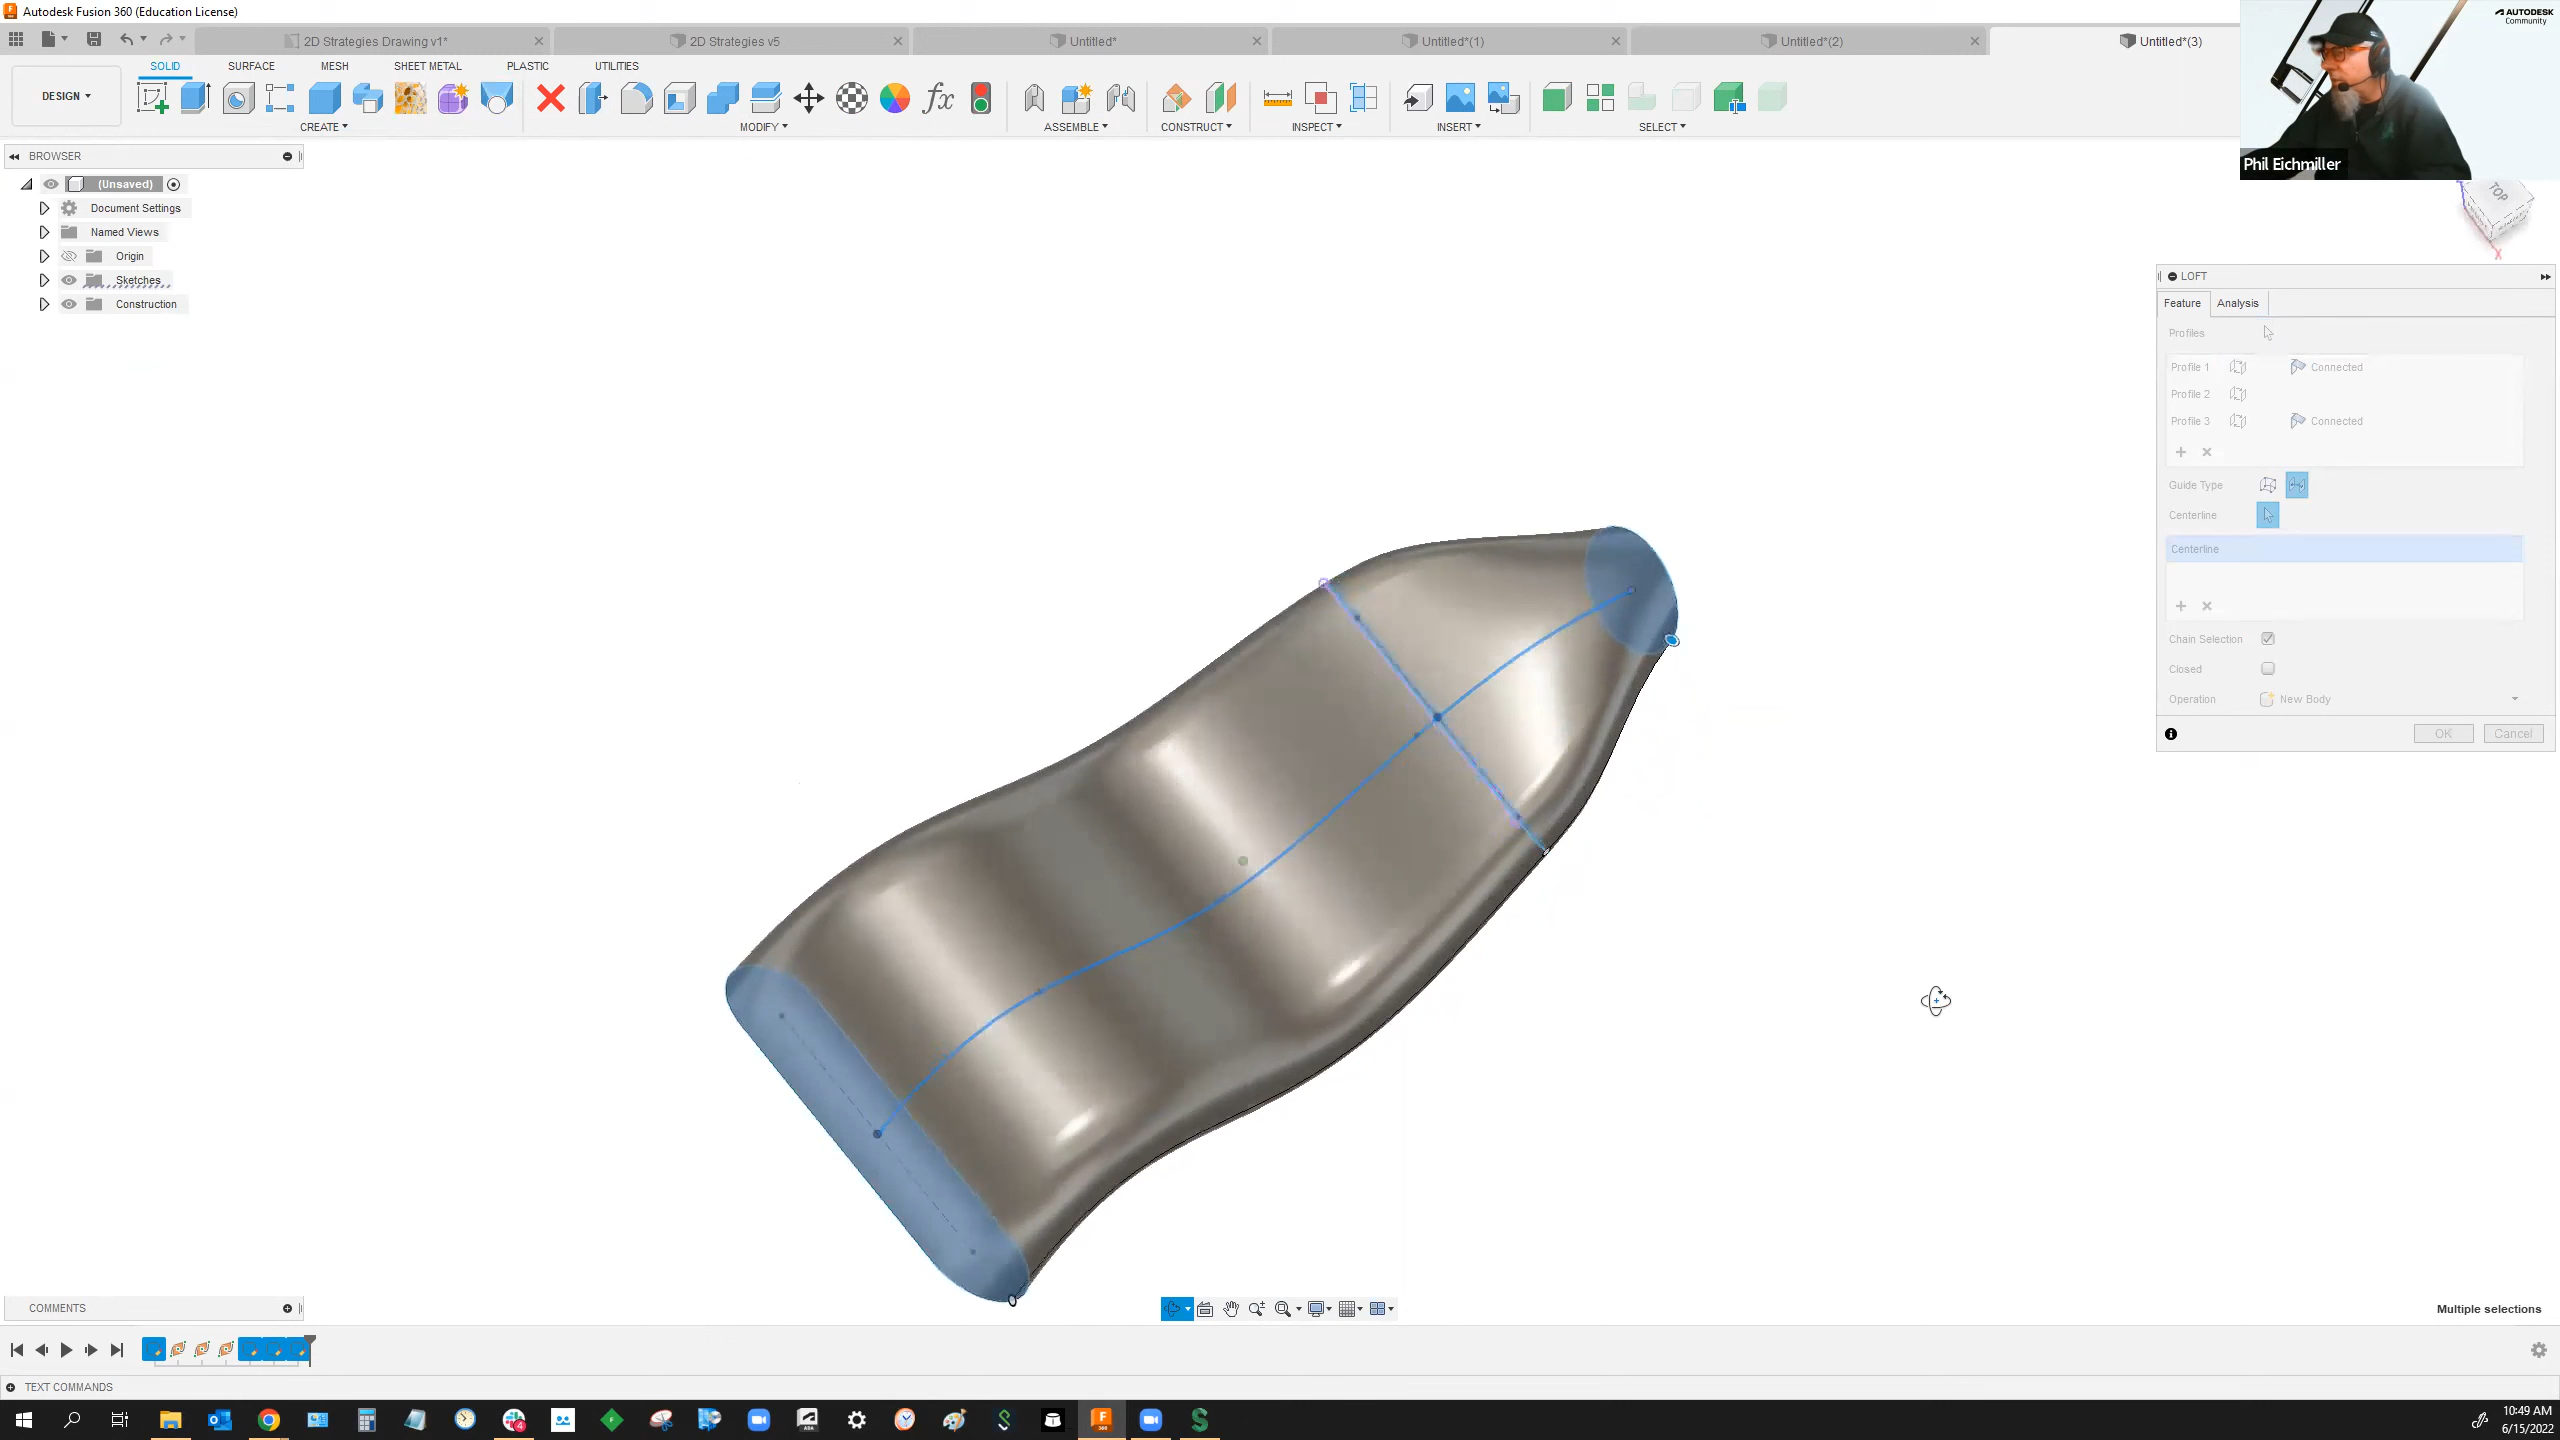 Autodesk Fusion 360 (Education License)
AUTODESK
Community
2D Strategies Drawing v1*
2D Strategies v5
Untitled*
Untitled*(1)
Untitled*(2)
Untitled*(3)
SOLID SURFACE MESH SHEET METAL PLASTIC UTILITIES
DESIGN
CREATE MODIFY ASSEMBLE CONSTRUCT INSPECT INSERT SELECT
Phil Eichmiller
BROWSER
(Unsaved)
Document Settings
Named Views
Origin
Sketches
Construction
TOP
X
LOFT
Feature Analysis
Profiles
Profile 1 Connected
Profile 2
Profile 3 Connected
Guide Type
Centerline
Centerline
Chain Selection
Closed
Operation New Body
OK Cancel
COMMENTS
Multiple selections
TEXT COMMANDS
10:49 AM
6/15/2022